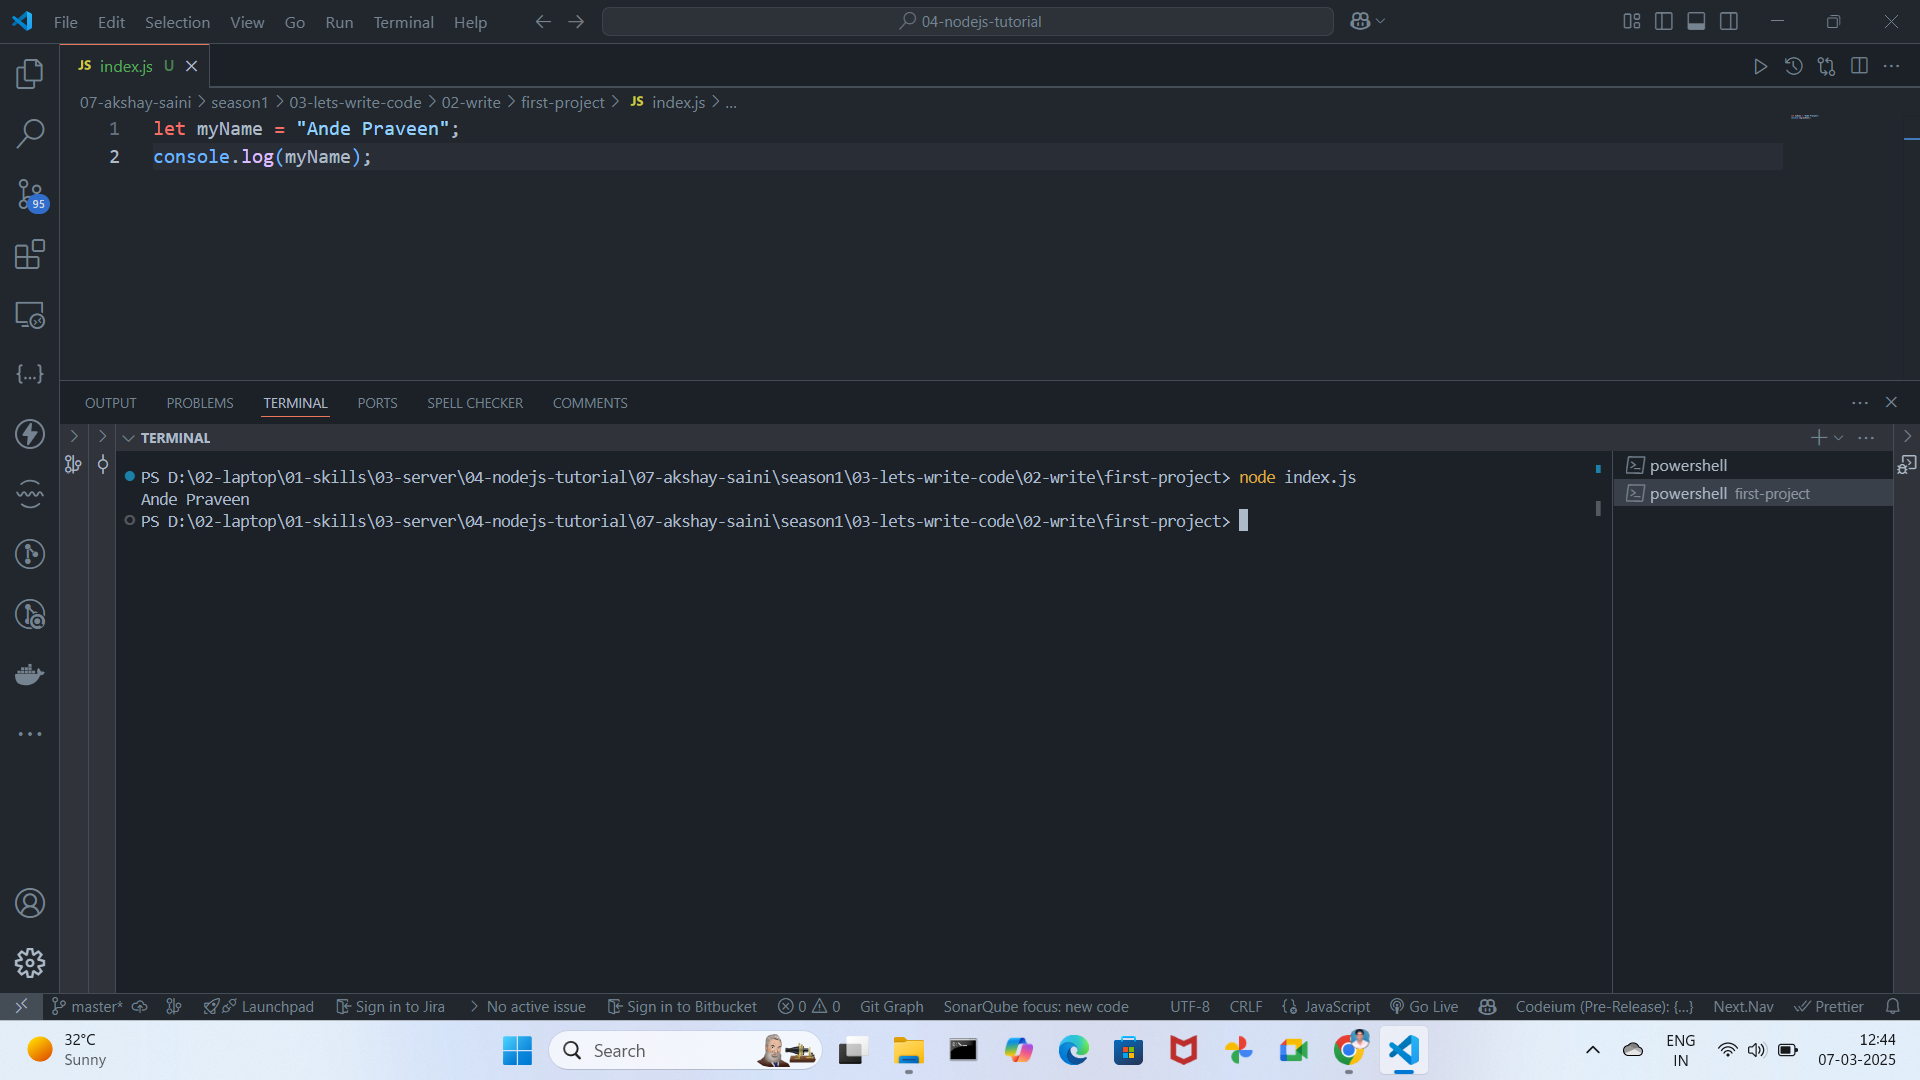 File Edit Selection View Go Run Terminal Help
04-nodejs-tutorial
JS index.js U
07-akshay-saini > season1 > 03-lets-write-code > 02-write > first-project > JS index.js > ...
1 let myName = "Ande Praveen";
2 console.log(myName);
95
OUTPUT PROBLEMS TERMINAL PORTS SPELL CHECKER COMMENTS
TERMINAL
PS D:\02-laptop\01-skills\03-server\04-nodejs-tutorial\07-akshay-saini\season1\03-lets-write-code\02-write\first-project> node index.js
Ande Praveen
PS D:\02-laptop\01-skills\03-server\04-nodejs-tutorial\07-akshay-saini\season1\03-lets-write-code\02-write\first-project>
powershell
powershell first-project
master* Launchpad Sign in to Jira No active issue Sign in to Bitbucket 0 0 Git Graph SonarQube focus: new code UTF-8 CRLF JavaScript Go Live Codeium (Pre-Release): {...} Next.Nav Prettier
32°C
Sunny
Search
ENG
IN
12:44
07-03-2025